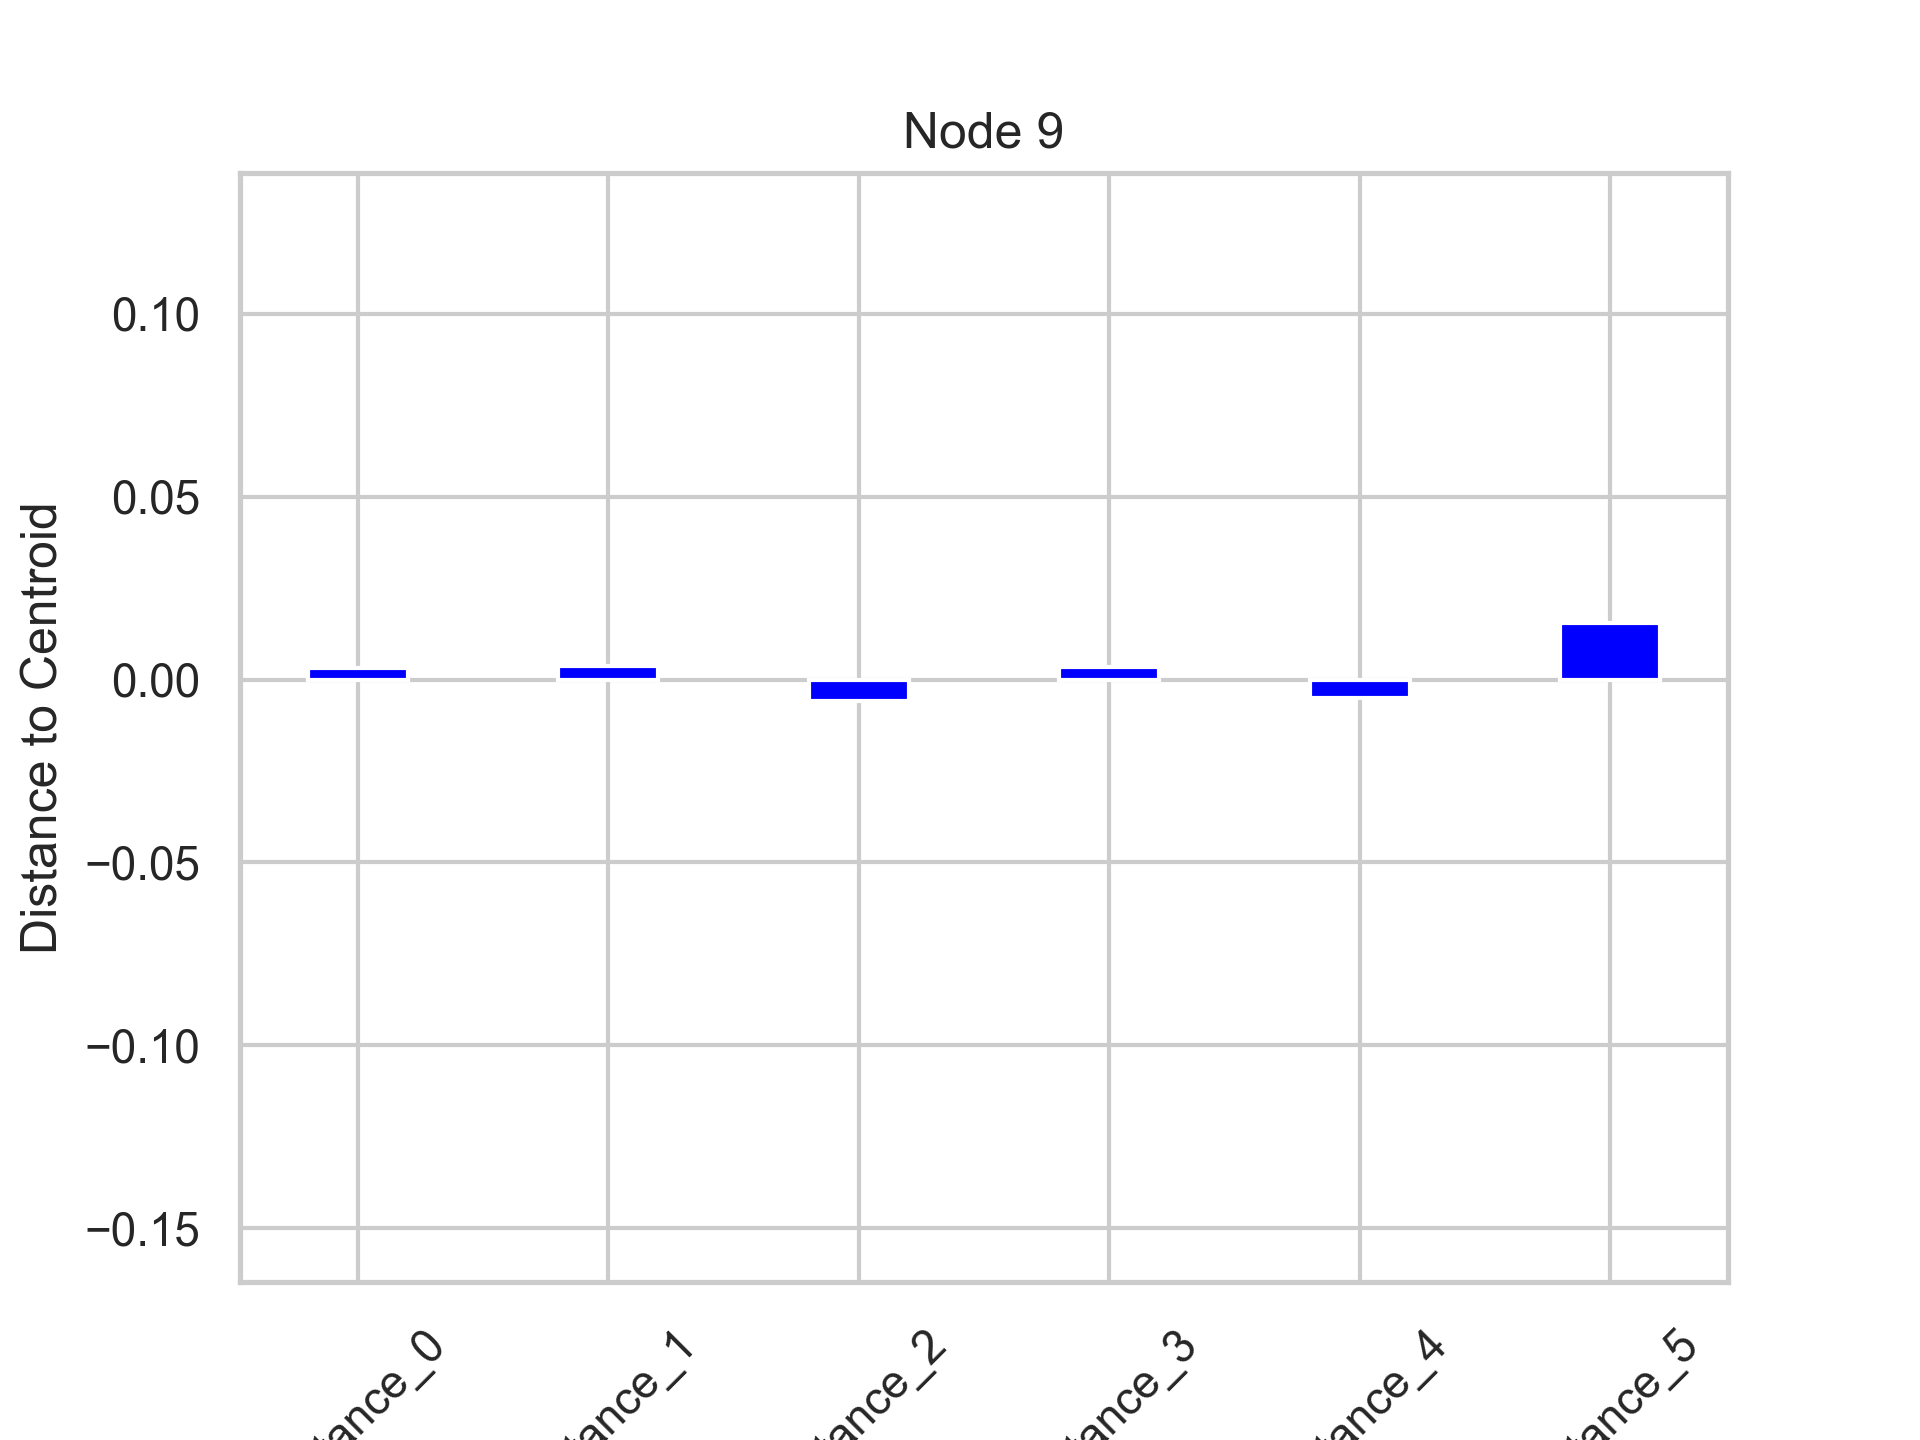 Node 9
Distance to Centroid
0.10
0.05
0.00
−0.05
−0.10
−0.15
tance_0
tance_1
tance_2
tance_3
tance_4
tance_5